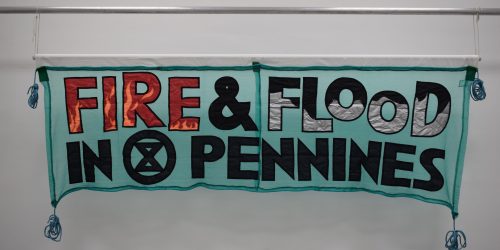 FIRE & FLOOD
IN PENNINES